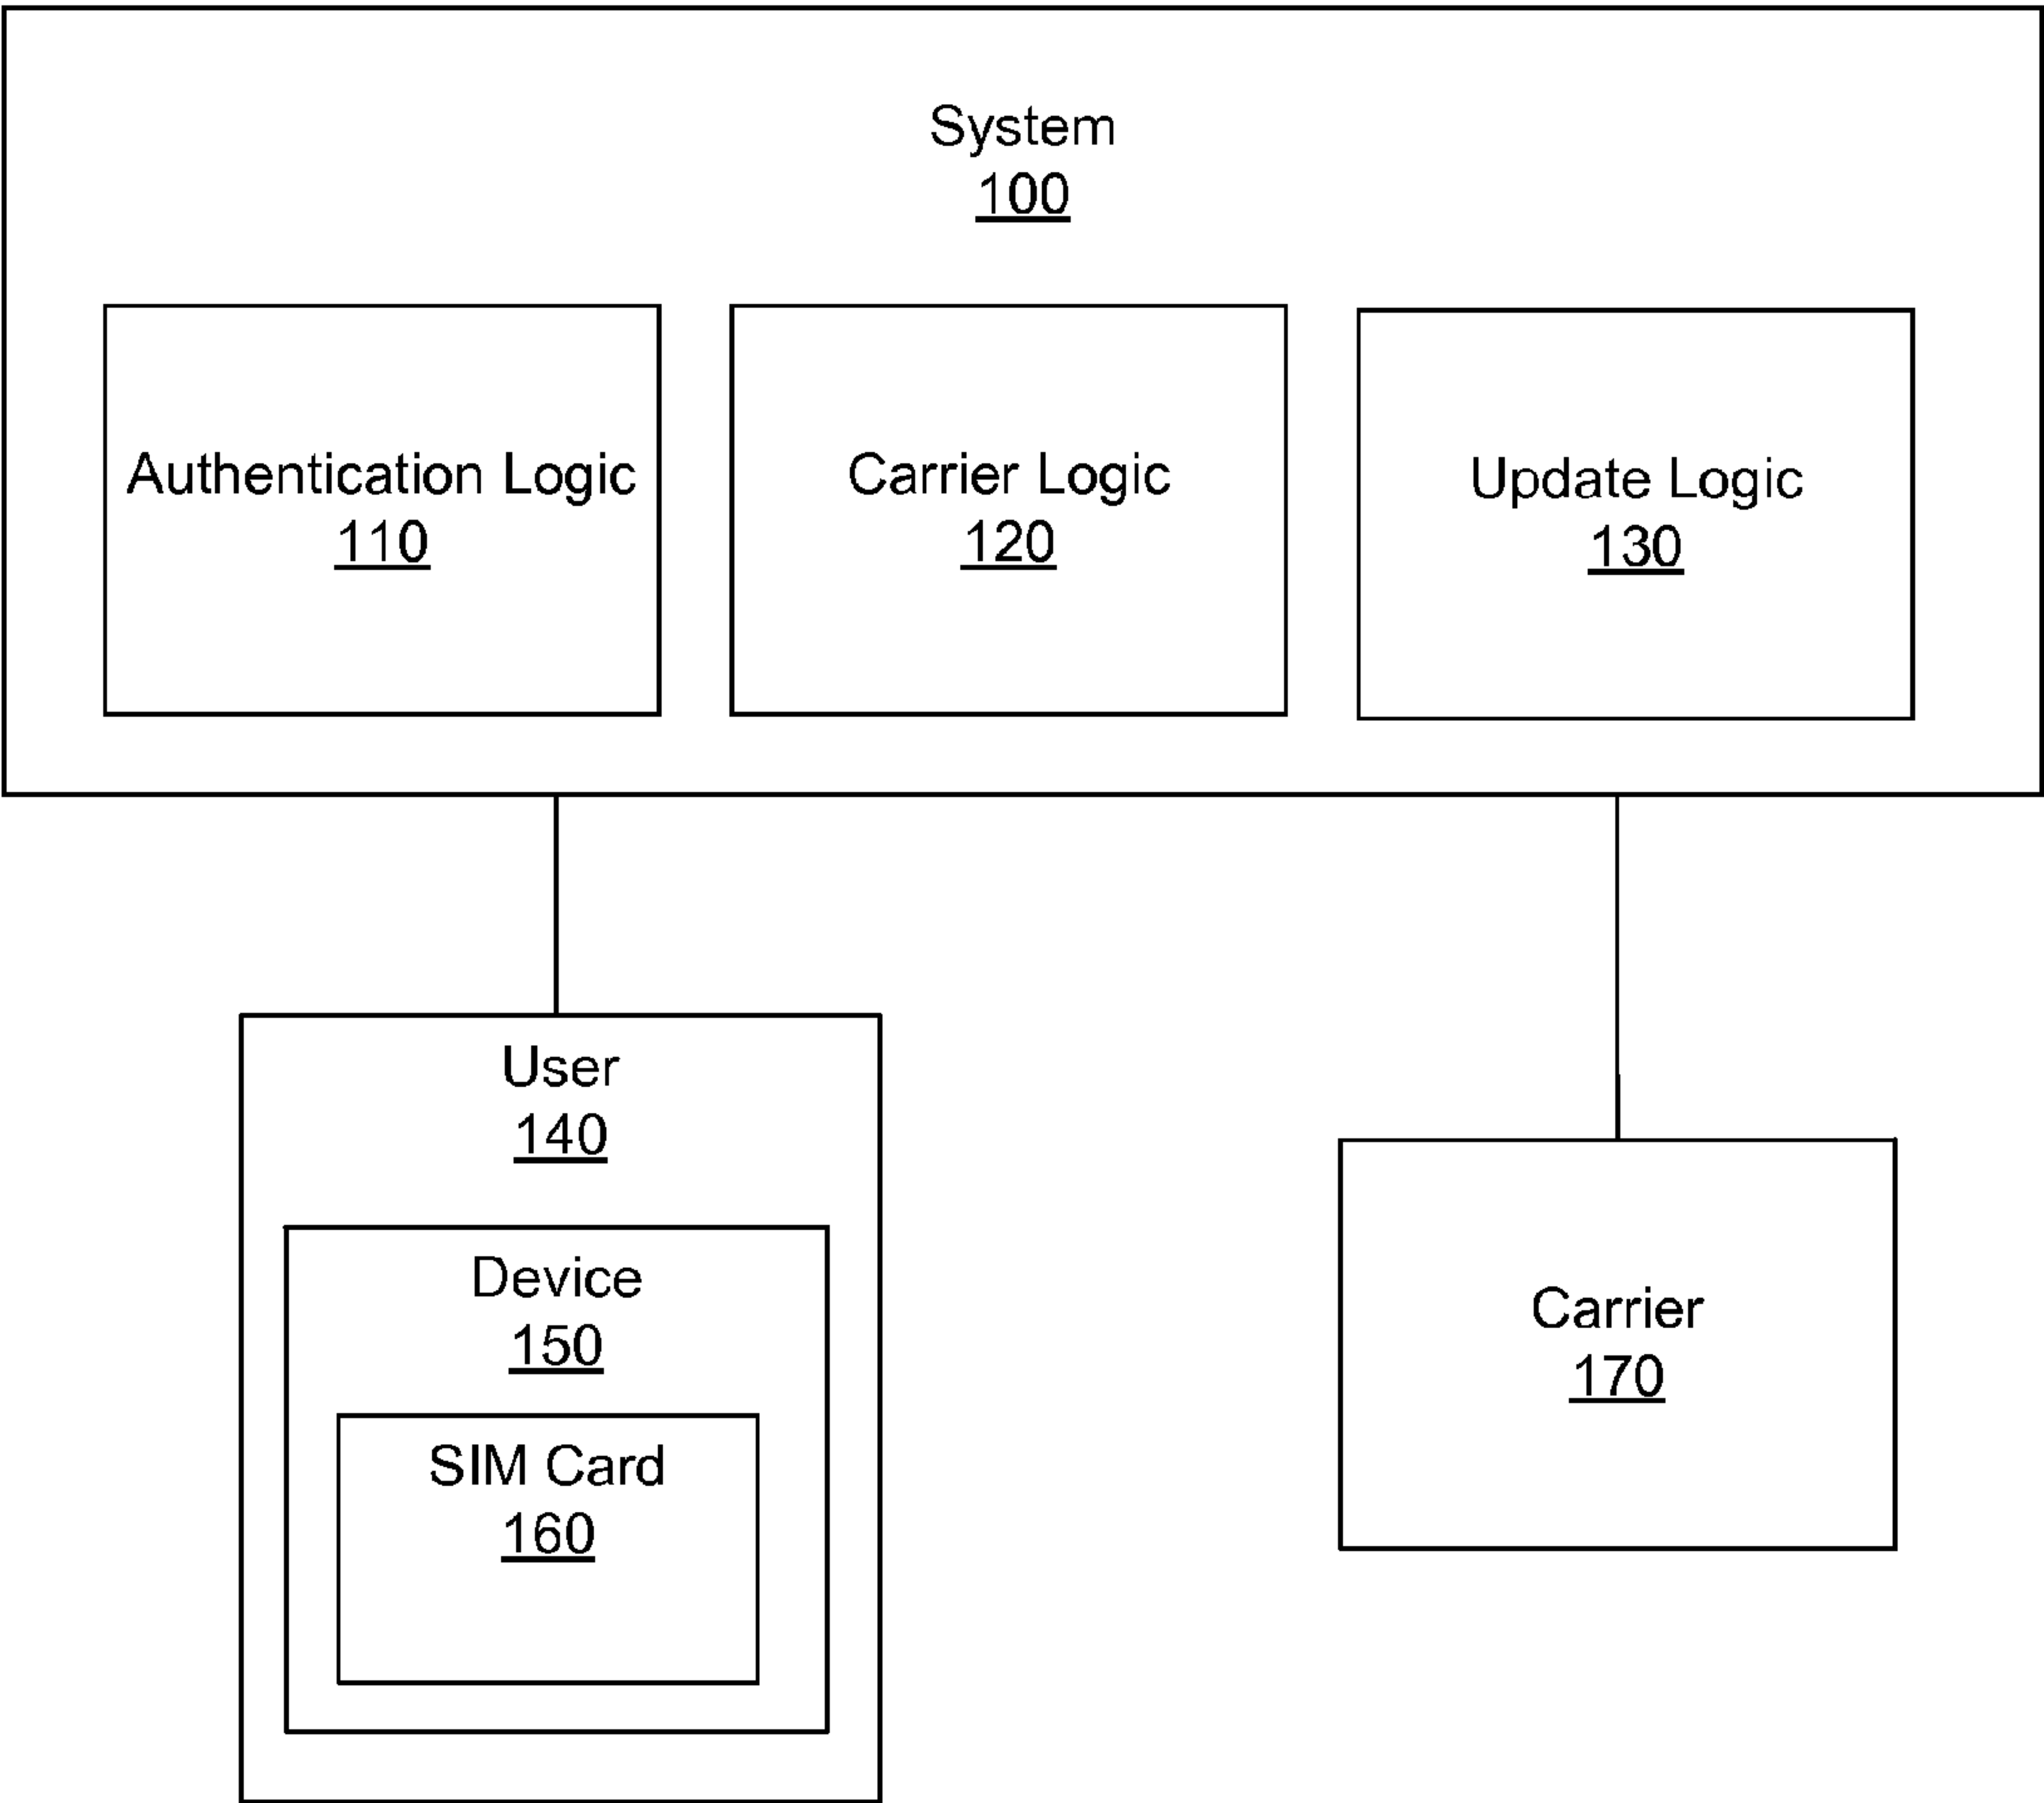 System
100
Authentication Logic
110
Carrier Logic
120
Update Logic
130
User
140
Device
150
SIM Card
160
Carrier
170